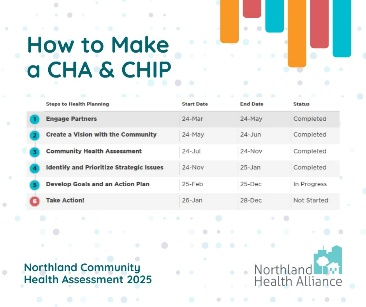 How to Make
a CHA & CHIP
Steps to Health Planning Start Date End Date Status
1 Engage Partners 24-Mar 24-May Completed
2 Create a Vision with the Community 24-May 24-Jun Completed
3 Community Health Assessment 24-Jul 24-Nov Completed
4 Identify and Prioritize Strategic Issues 24-Nov 25-Jan Completed
5 Develop Goals and an Action Plan 25-Feb 25-Dec In Progress
6 Take Action! 26-Jan 28-Dec Not Started
Northland Community
Health Assessment 2025
Northland
Health Alliance